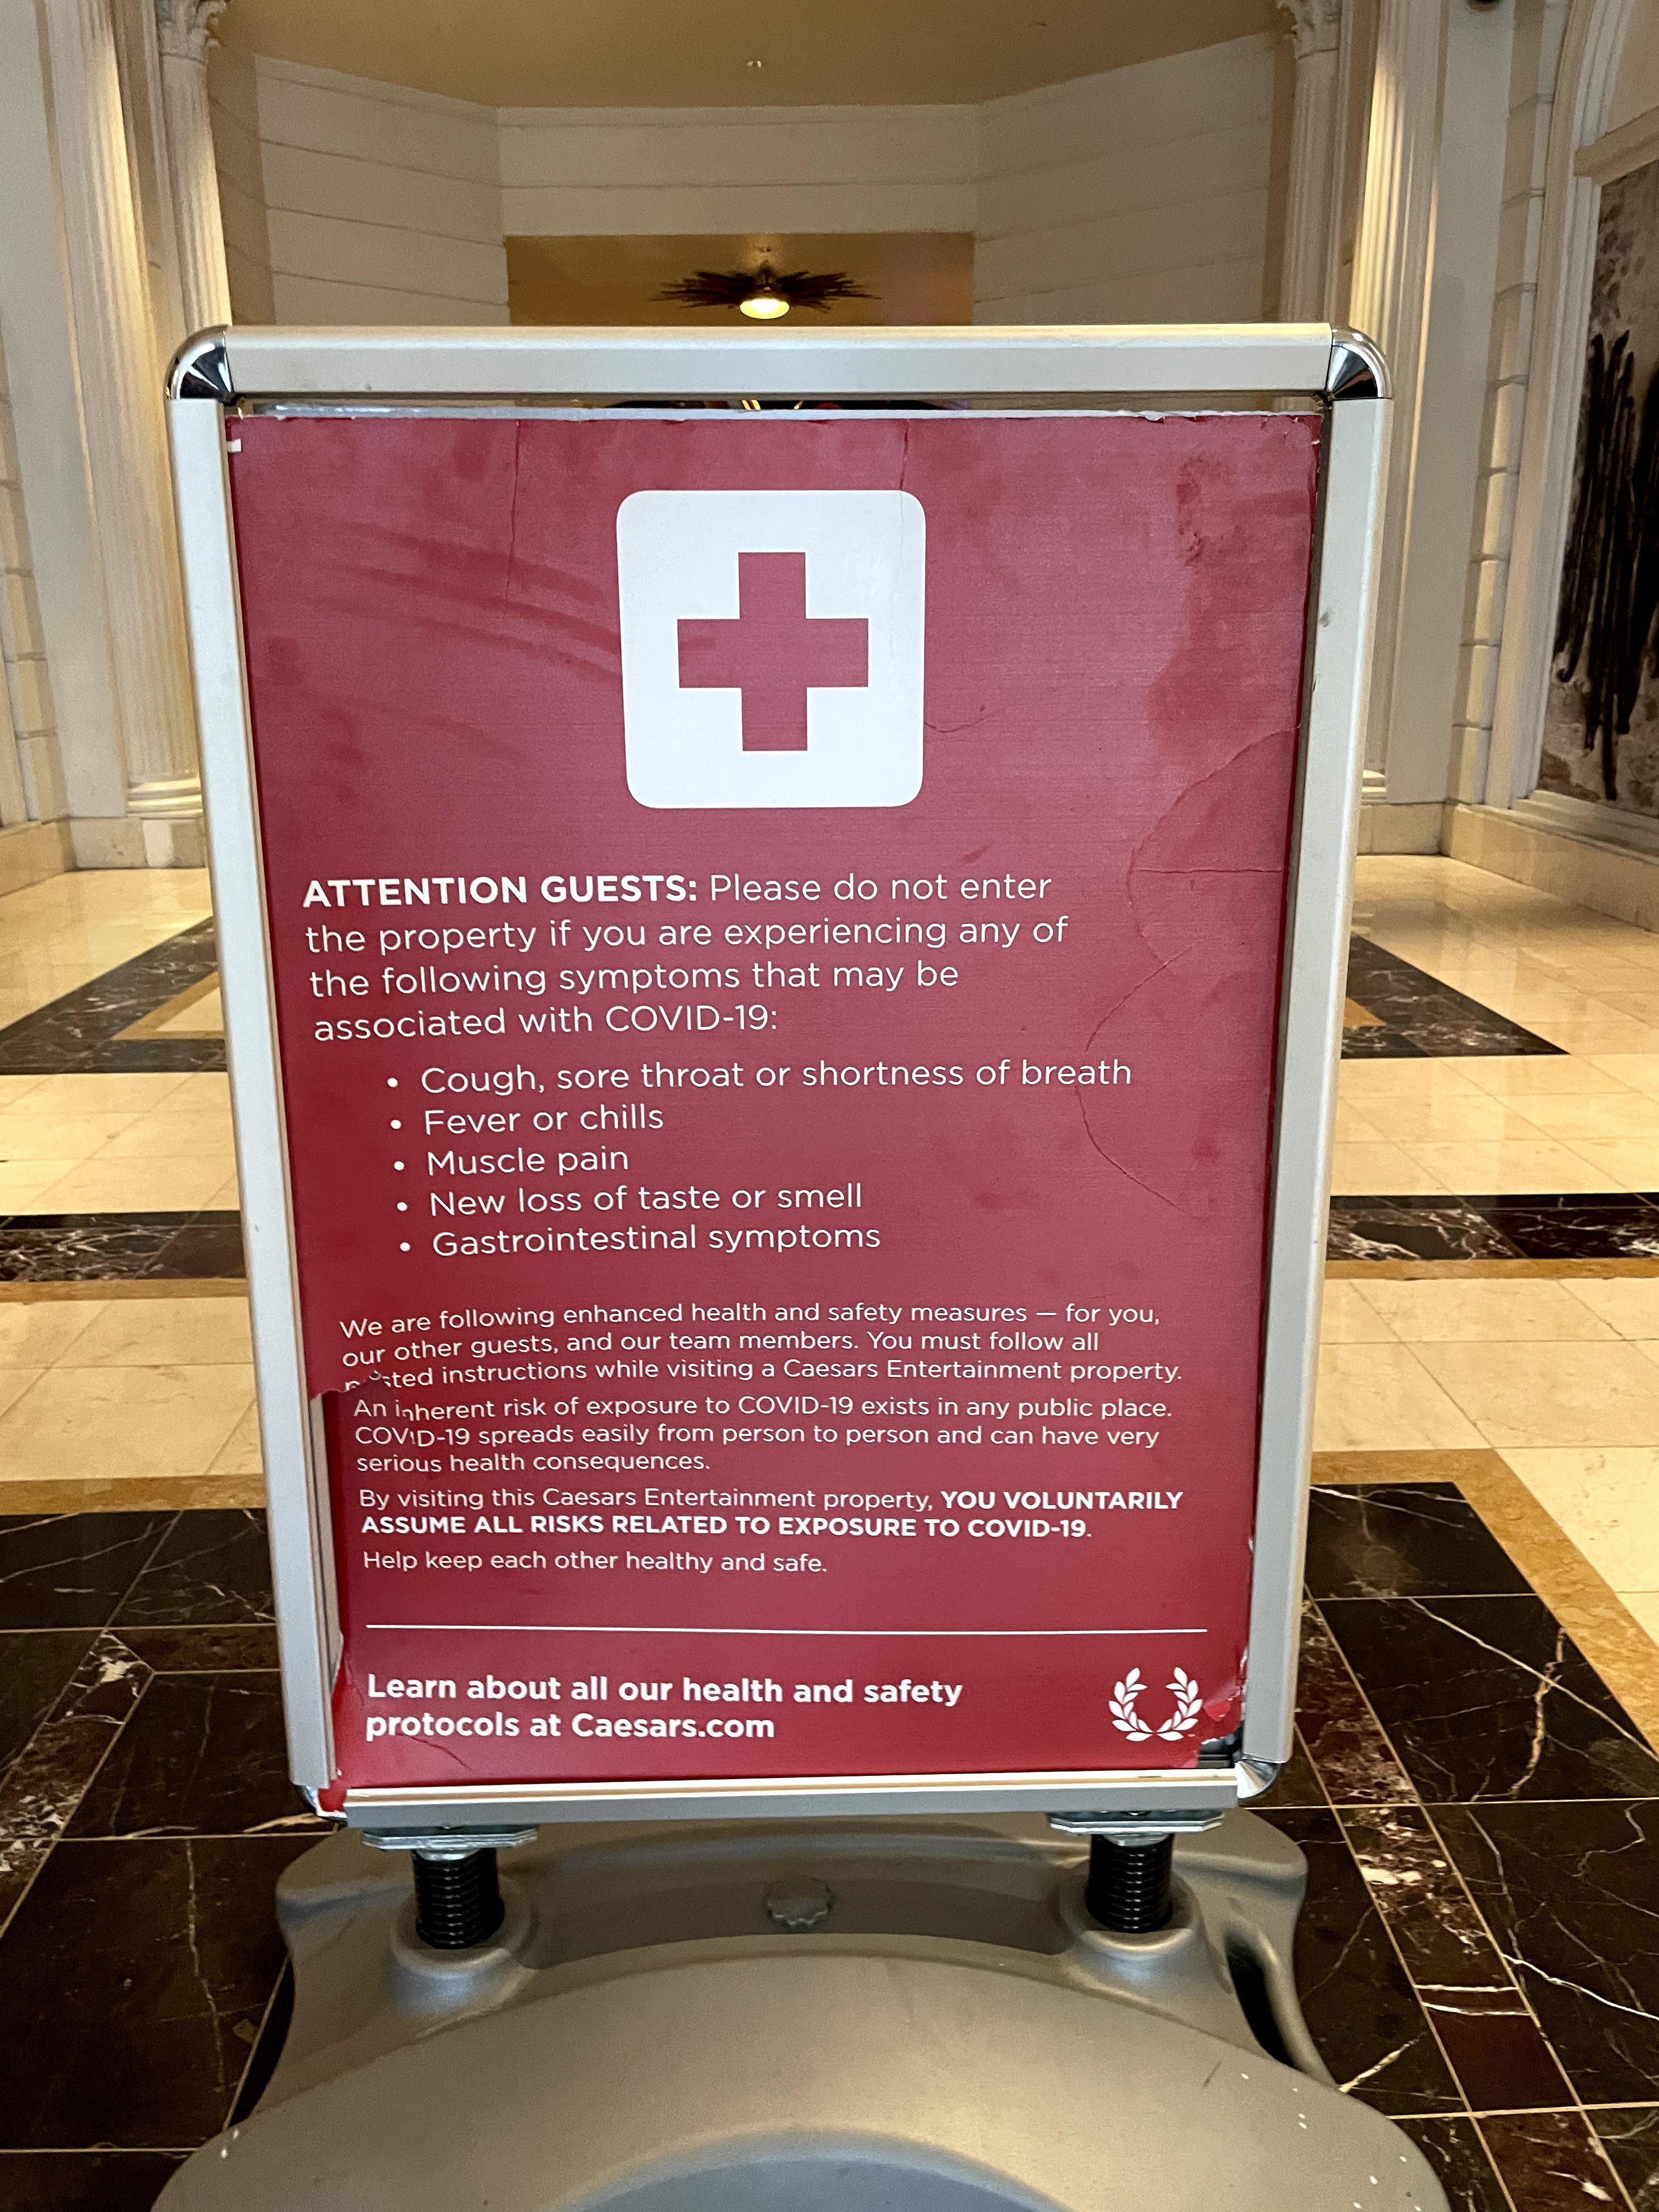 ATTENTION GUESTS: Please do not enter
the property if you are experiencing any of
the following symptoms that may be
associated with COVID-19:
• Cough, sore throat or shortness of breath
• Fever or chills
• Muscle pain
• New loss of taste or smell
• Gastrointestinal symptoms
We are following enhanced health and safety measures — for you,
our other guests, and our team members. You must follow all
posted instructions while visiting a Caesars Entertainment property.
An inherent risk of exposure to COVID-19 exists in any public place.
COVID-19 spreads easily from person to person and can have very
serious health consequences.
By visiting this Caesars Entertainment property, YOU VOLUNTARILY
ASSUME ALL RISKS RELATED TO EXPOSURE TO COVID-19.
Help keep each other healthy and safe.
Learn about all our health and safety
protocols at Caesars.com